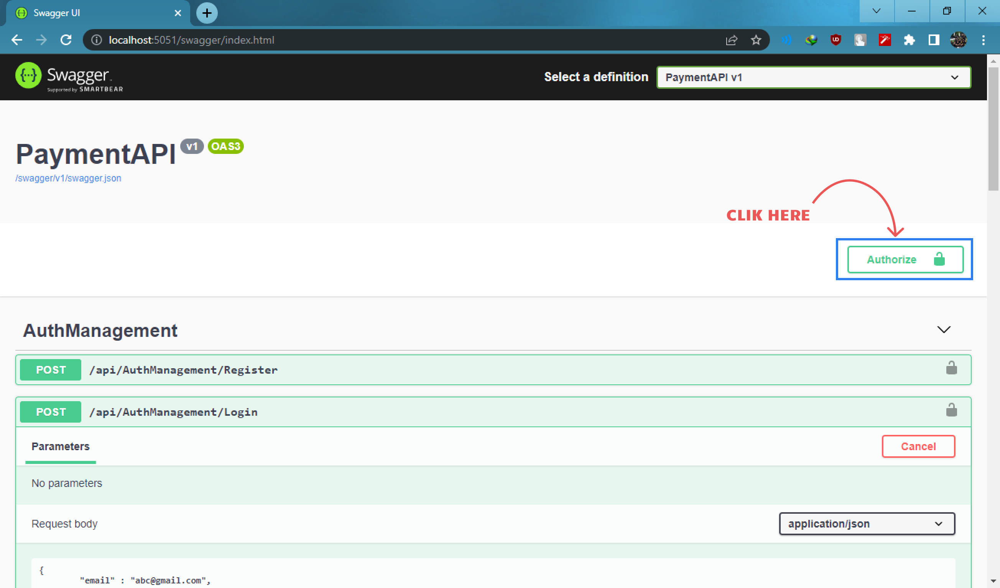 Swagger UI
localhost:5051/swagger/index.html
Swagger
Supported by SMARTBEAR
Select a definition
PaymentAPI v1
PaymentAPI v1 OAS3
/swagger/v1/swagger.json
CLIK HERE
Authorize
AuthManagement
POST /api/AuthManagement/Register
POST /api/AuthManagement/Login
Parameters
Cancel
No parameters
Request body
application/json
{
"email" : "abc@gmail.com",